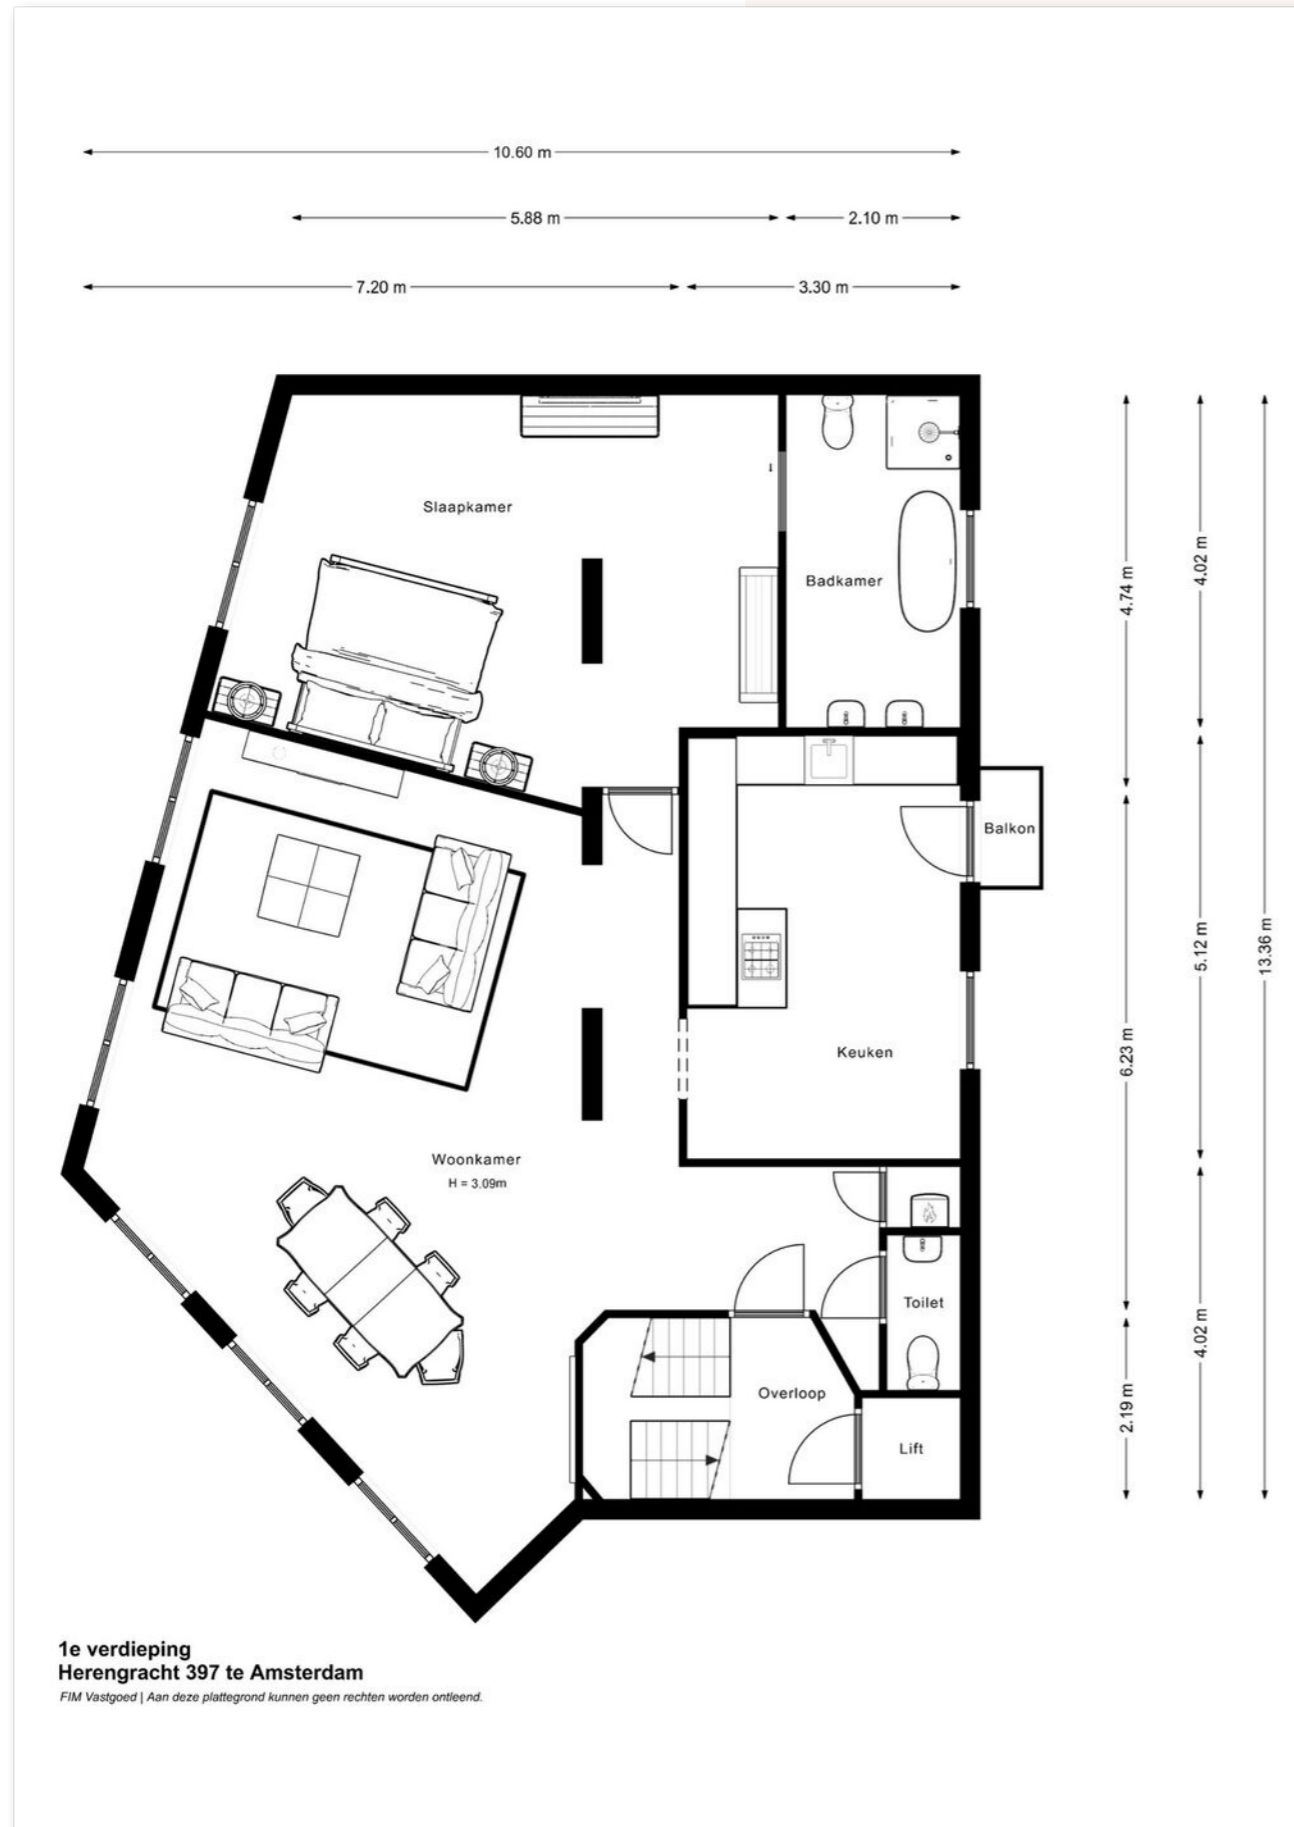 10.60 m
5.88 m
2.10 m
7.20 m
3.30 m
Slaapkamer
Badkamer
4.74 m
4.02 m
Balkon
Keuken
6.23 m
5.12 m
13.36 m
Woonkamer
H = 3.09m
Toilet
Overloop
Lift
4.02 m
2.19 m
1e verdieping
Herengracht 397 te Amsterdam
FIM Vastgoed | Aan deze plattegrond kunnen geen rechten worden ontleend.